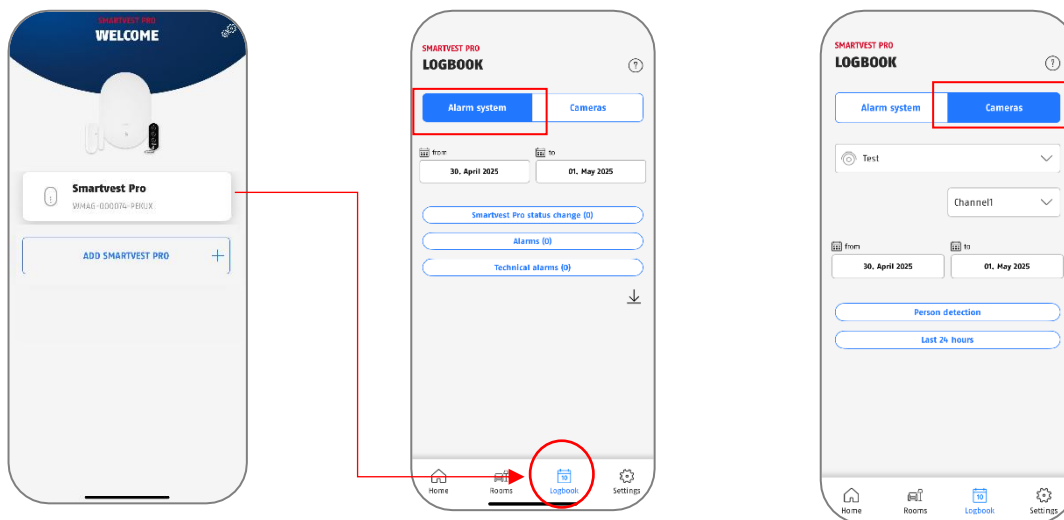 SMARTVEST PRO
WELCOME
Smartvest Pro
ADD SMARTVEST PRO
SMARTVEST PRO
LOGBOOK
?
Alarm system
Cameras
from
to
30. April 2025
01. May 2025
Smartvest Pro status change (0)
Alarms (0)
Technical alarms (0)
Home
Rooms
10
Logbook
Settings
SMARTVEST PRO
LOGBOOK
?
Alarm system
Cameras
Test
Channel1
from
to
30. April 2025
01. May 2025
Person detection
Last 24 hours
Home
Rooms
10
Logbook
Settings